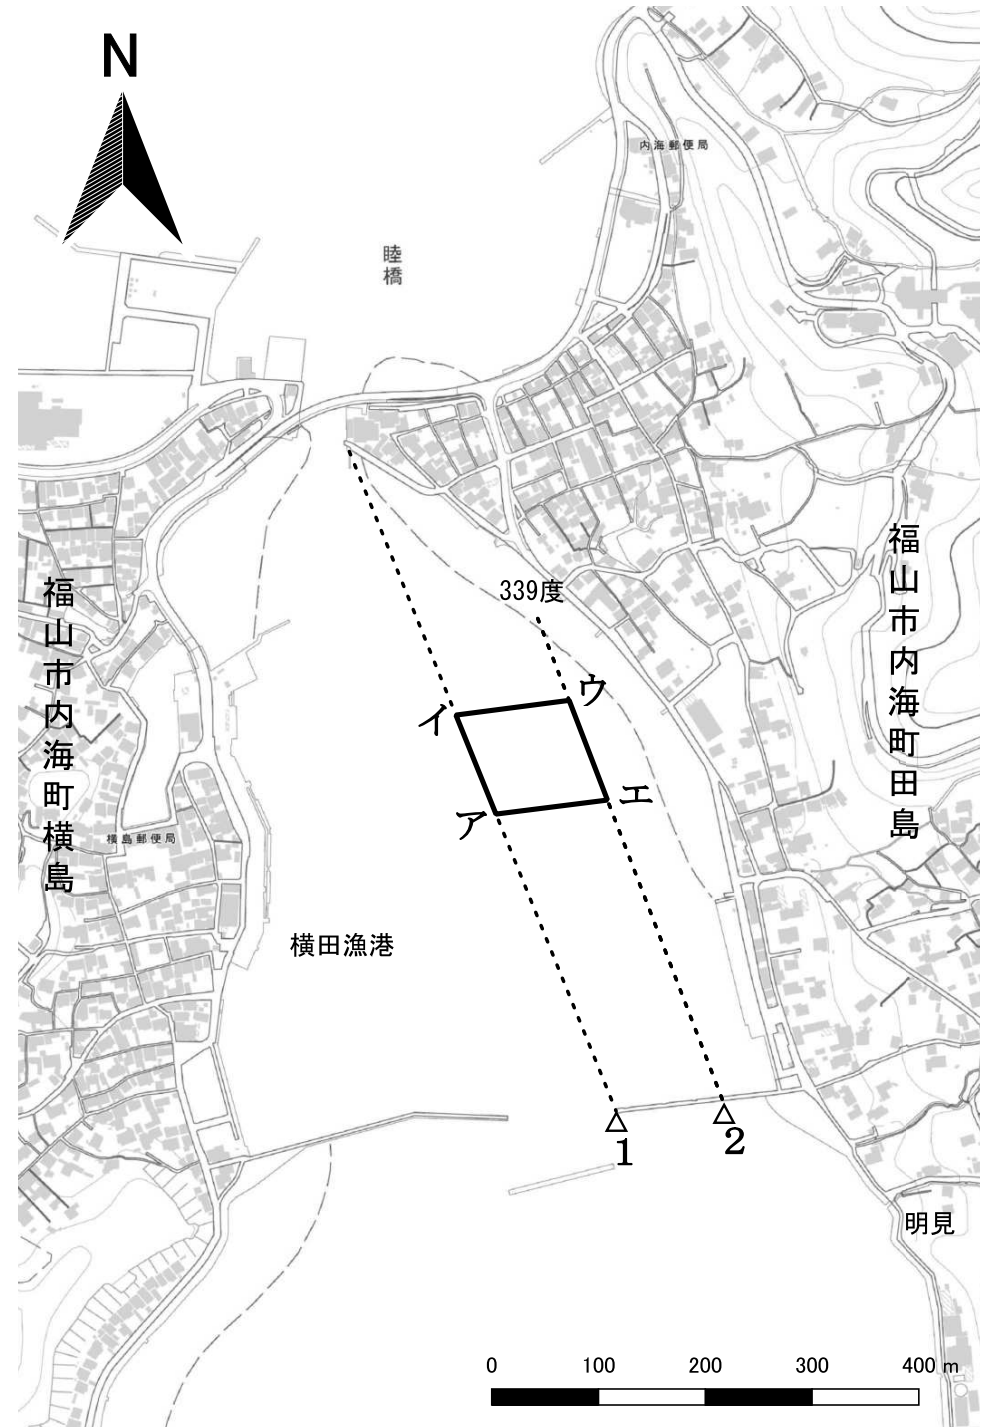 N
内海郵便局
睦橋
福山市内海町田島
福山市内海町横島
339度
ウ
イ
エ
ア
横島郵便局
横田漁港
1
2
明見
0 100 200 300 400 m